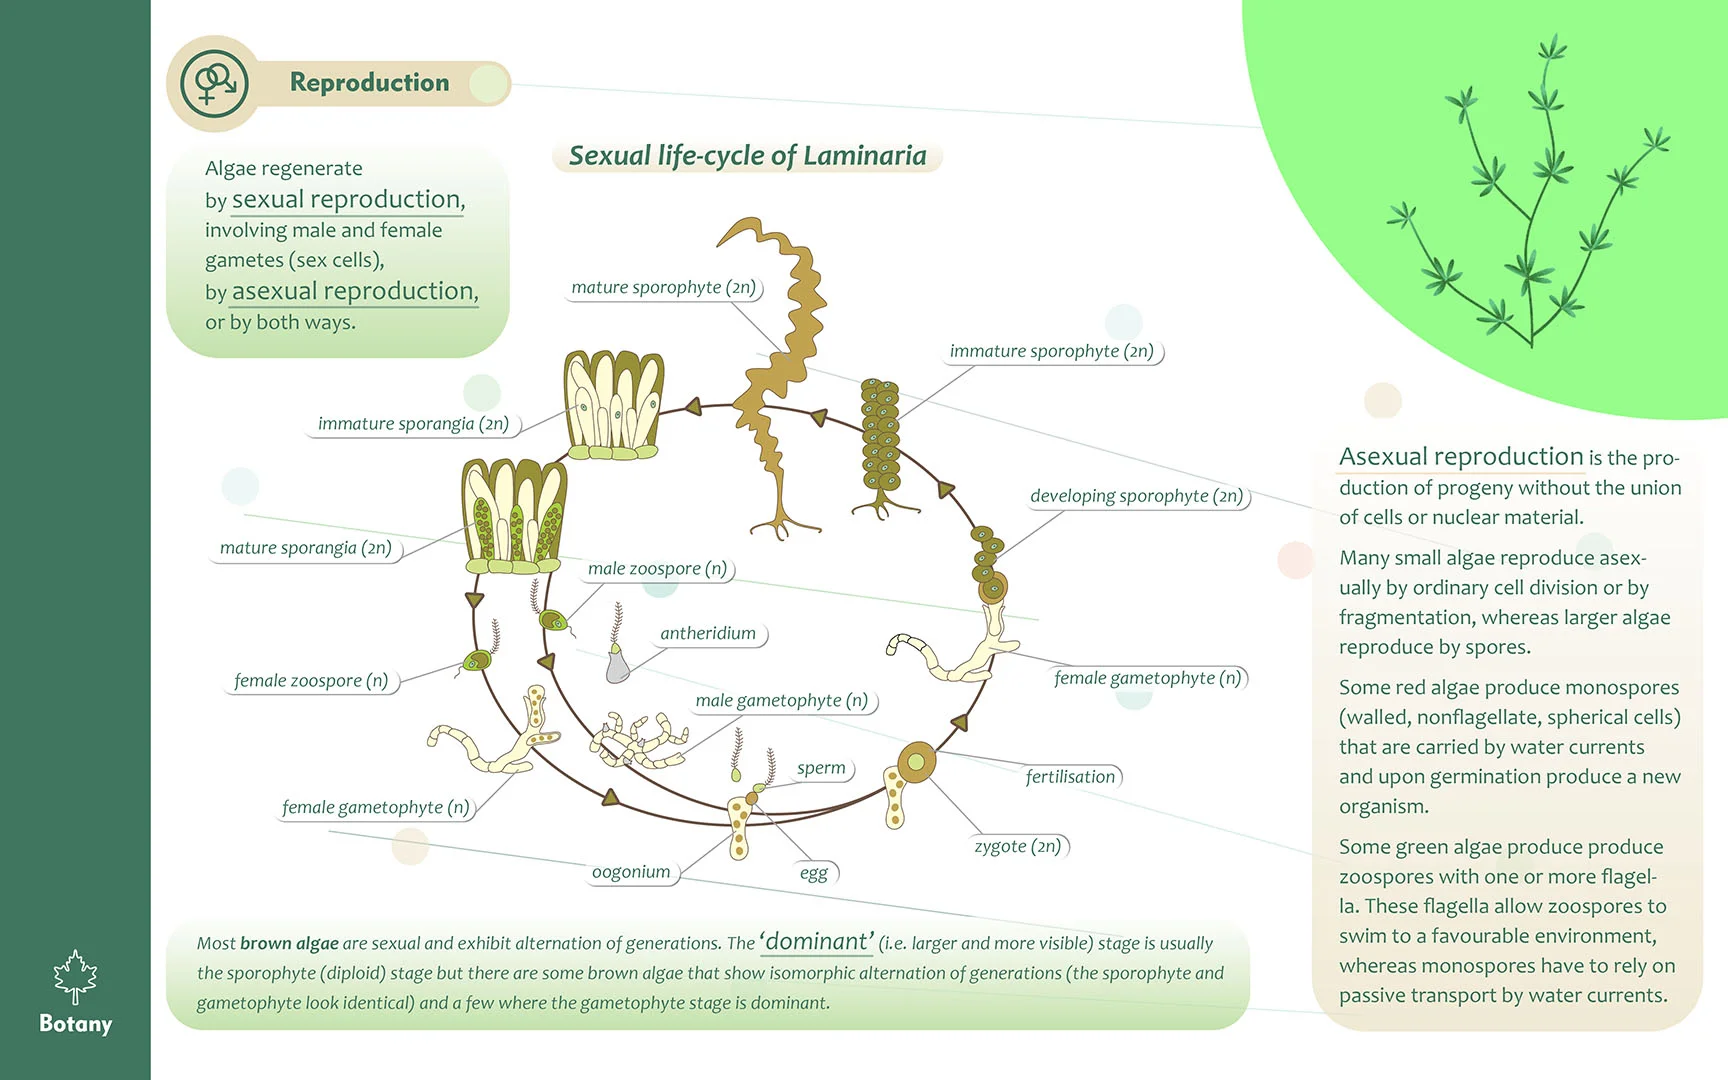 Reproduction
Algae regenerate
by sexual reproduction,
involving male and female
gametes (sex cells),
by asexual reproduction,
or by both ways.
Sexual life-cycle of Laminaria
mature sporophyte (2n)
immature sporophyte (2n)
immature sporangia (2n)
developing sporophyte (2n)
mature sporangia (2n)
male zoospore (n)
antheridium
female zoospore (n)
female gametophyte (n)
male gametophyte (n)
sperm
fertilisation
female gametophyte (n)
zygote (2n)
oogonium
egg
Most brown algae are sexual and exhibit alternation of generations. The ‘dominant’ (i.e. larger and more visible) stage is usually
the sporophyte (diploid) stage but there are some brown algae that show isomorphic alternation of generations (the sporophyte and
gametophyte look identical) and a few where the gametophyte stage is dominant.
Asexual reproduction is the pro-
duction of progeny without the union
of cells or nuclear material.
Many small algae reproduce asex-
ually by ordinary cell division or by
fragmentation, whereas larger algae
reproduce by spores.
Some red algae produce monospores
(walled, nonflagellate, spherical cells)
that are carried by water currents
and upon germination produce a new
organism.
Some green algae produce produce
zoospores with one or more flagel-
la. These flagella allow zoospores to
swim to a favourable environment,
whereas monospores have to rely on
passive transport by water currents.
Botany